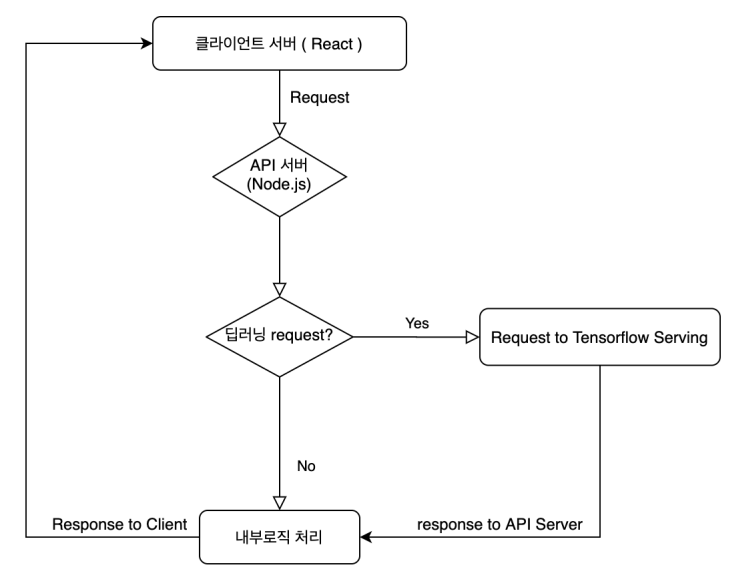 클라이언트 서버 ( React )
Request
API 서버
(Node.js)
딥러닝 request?
Yes
Request to Tensorflow Serving
No
Response to Client
내부로직 처리
response to API Server